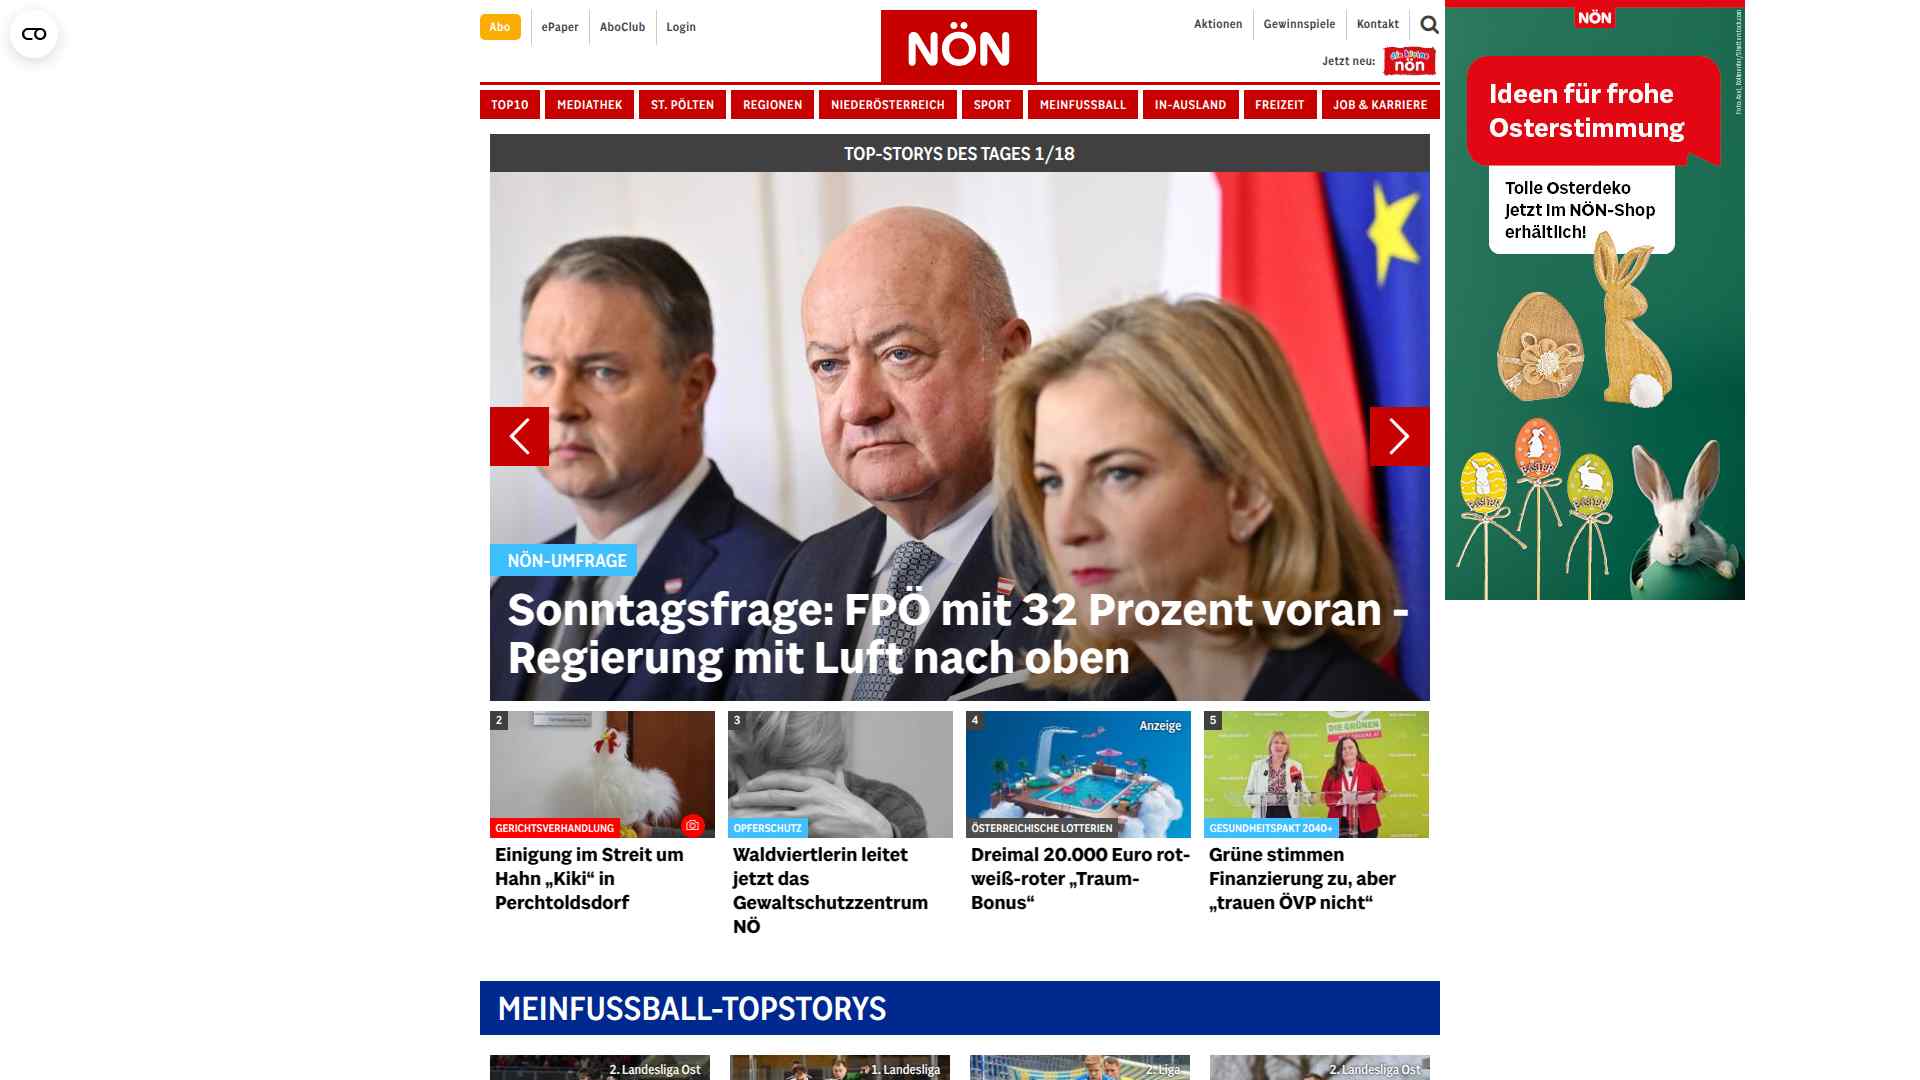 Abo
ePaper
AboClub
Login
NÖN
Aktionen
Gewinnspiele
Kontakt
Jetzt neu:
die kleine
nön
TOP10
MEDIATHEK
ST. PÖLTEN
REGIONEN
NIEDERÖSTERREICH
SPORT
MEINFUSSBALL
IN-AUSLAND
FREIZEIT
JOB & KARRIERE
TOP-STORYS DES TAGES 1/18
NÖN-UMFRAGE
Sonntagsfrage: FPÖ mit 32 Prozent voran -
Regierung mit Luft nach oben
2
GERICHTSVERHANDLUNG
Einigung im Streit um
Hahn „Kiki“ in
Perchtoldsdorf
3
OPFERSCHUTZ
Waldviertlerin leitet
jetzt das
Gewaltschutzzentrum
NÖ
4
Anzeige
ÖSTERREICHISCHE LOTTERIEN
Dreimal 20.000 Euro rot-
weiß-roter „Traum-
Bonus“
5
DIE GRÜNEN
GESUNDHEITSPAKT 2040+
Grüne stimmen
Finanzierung zu, aber
„trauen ÖVP nicht“
MEINFUSSBALL-TOPSTORYS
2. Landesliga Ost
1. Landesliga
2. Liga
2. Landesliga Ost
NÖN
Ideen für frohe
Osterstimmung
Tolle Osterdeko
jetzt im NÖN-Shop
erhältlich!
EASTER
EASTER
EASTER